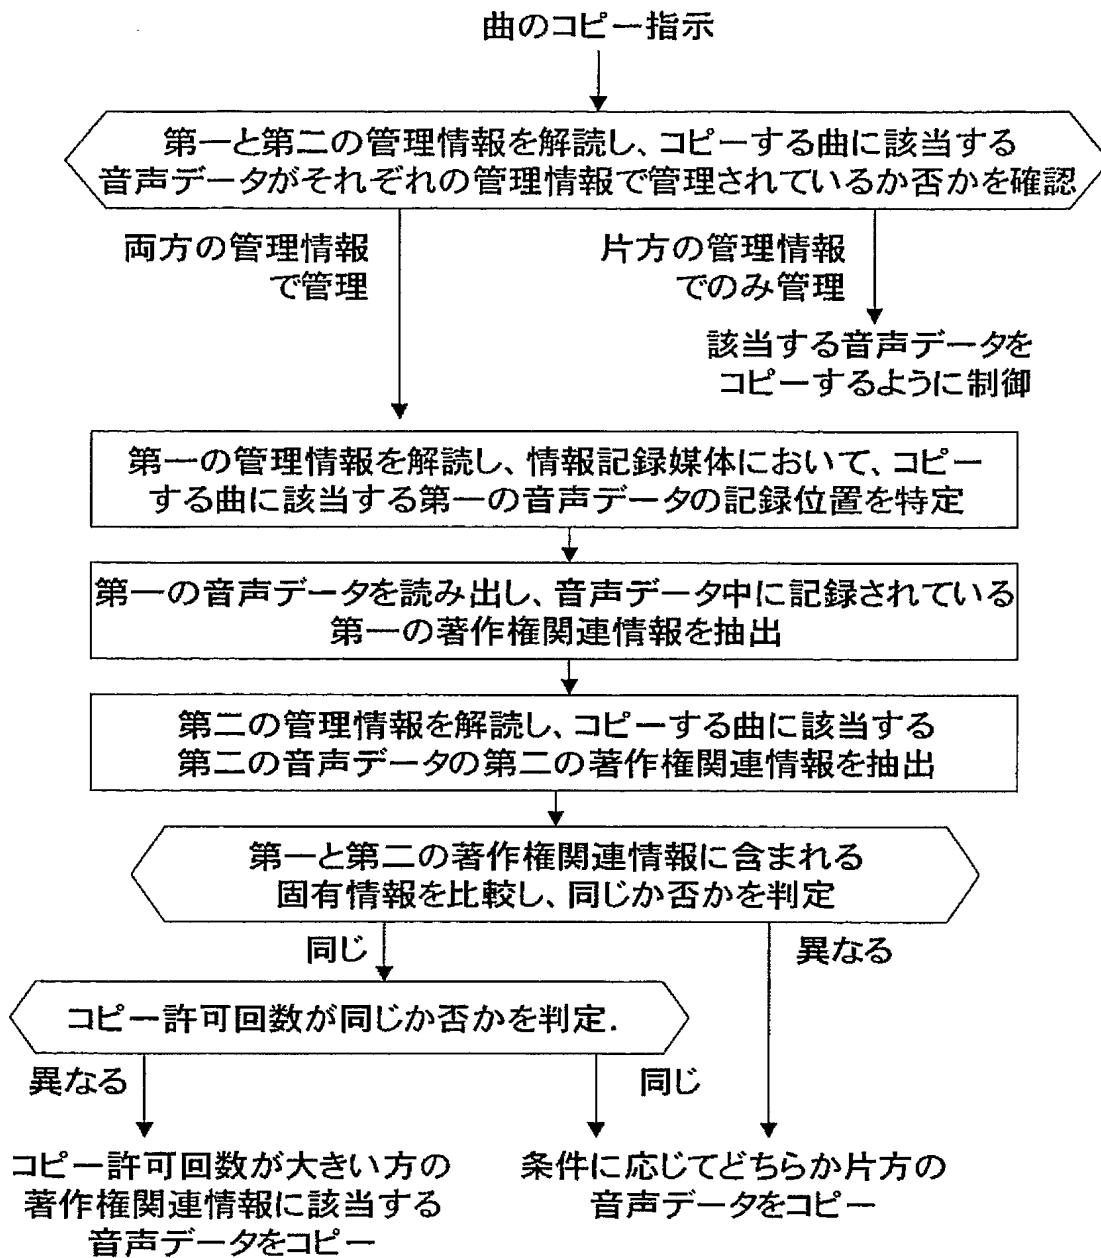 曲のコピー指示
第一と第二の管理情報を解読し、コピーする曲に該当する
音声データがそれぞれの管理情報で管理されているか否かを確認
両方の管理情報
で管理
片方の管理情報
でのみ管理
該当する音声データを
コピーするように制御
第一の管理情報を解読し、情報記録媒体において、コピー
する曲に該当する第一の音声データの記録位置を特定
第一の音声データを読み出し、音声データ中に記録されている
第一の著作権関連情報を抽出
第二の管理情報を解読し、コピーする曲に該当する
第二の音声データの第二の著作権関連情報を抽出
第一と第二の著作権関連情報に含まれる
固有情報を比較し、同じか否かを判定
同じ
異なる
コピー許可回数が同じか否かを判定.
異なる
同じ
コピー許可回数が大きい方の
著作権関連情報に該当する
音声データをコピー
条件に応じてどちらか片方の
音声データをコピー